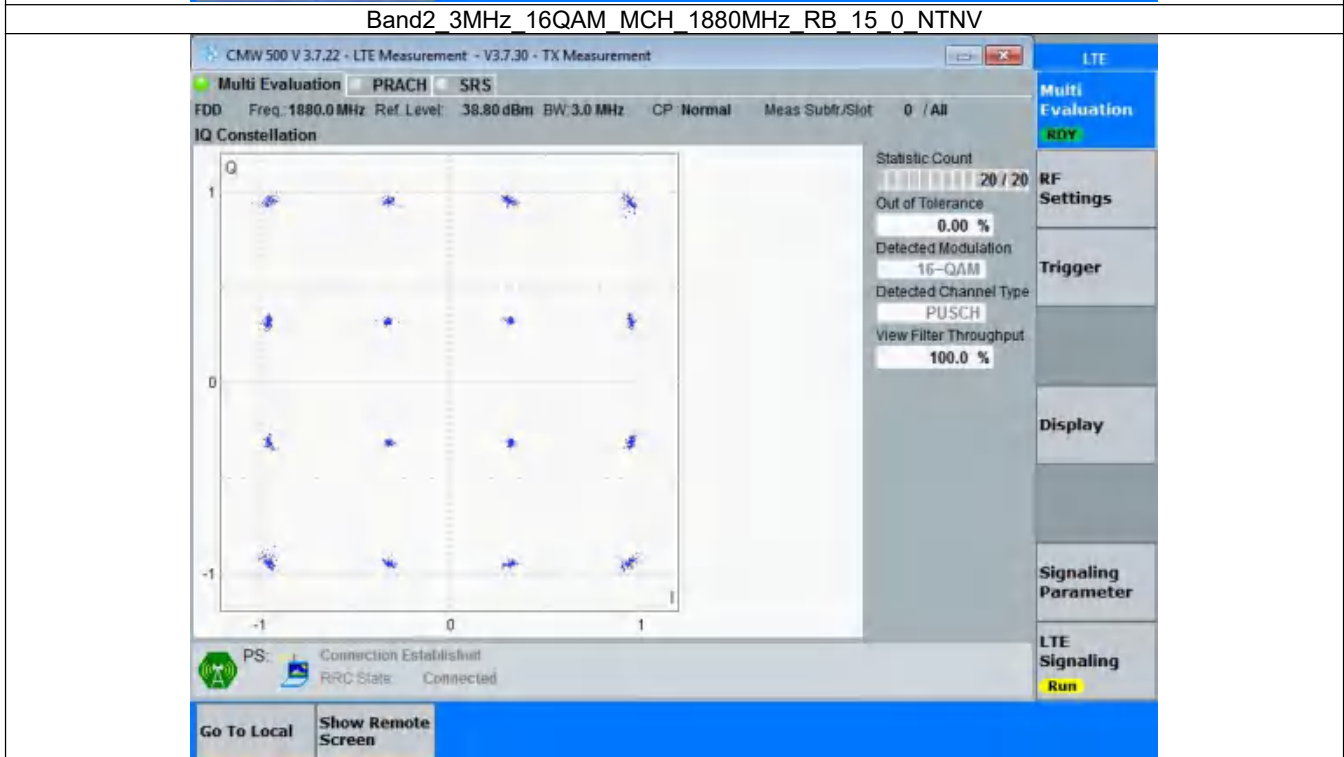 Band2_3MHz_16QAM_MCH_1880MHz_RB_15_0_NTNV
CMW 500 V 3.7.22 - LTE Measurement - V3.7.30 - TX Measurement
LTE
Multi Evaluation PRACH SRS
Multi
Evaluation
RDY
FDD Freq.: 1880.0 MHz Ref. Level: 38.80 dBm BW: 3.0 MHz CP: Normal Meas Subfr./Slot: 0 / All
IQ Constellation
Q
1
0
-1
I
-1 0 1
Statistic Count
20 / 20
Out of Tolerance
0.00 %
Detected Modulation
16-QAM
Detected Channel Type
PUSCH
View Filter Throughput
100.0 %
RF
Settings
Trigger
Display
Signaling
Parameter
LTE
Signaling
Run
PS: Connection Established
RRC State: Connected
Go To Local
Show Remote
Screen